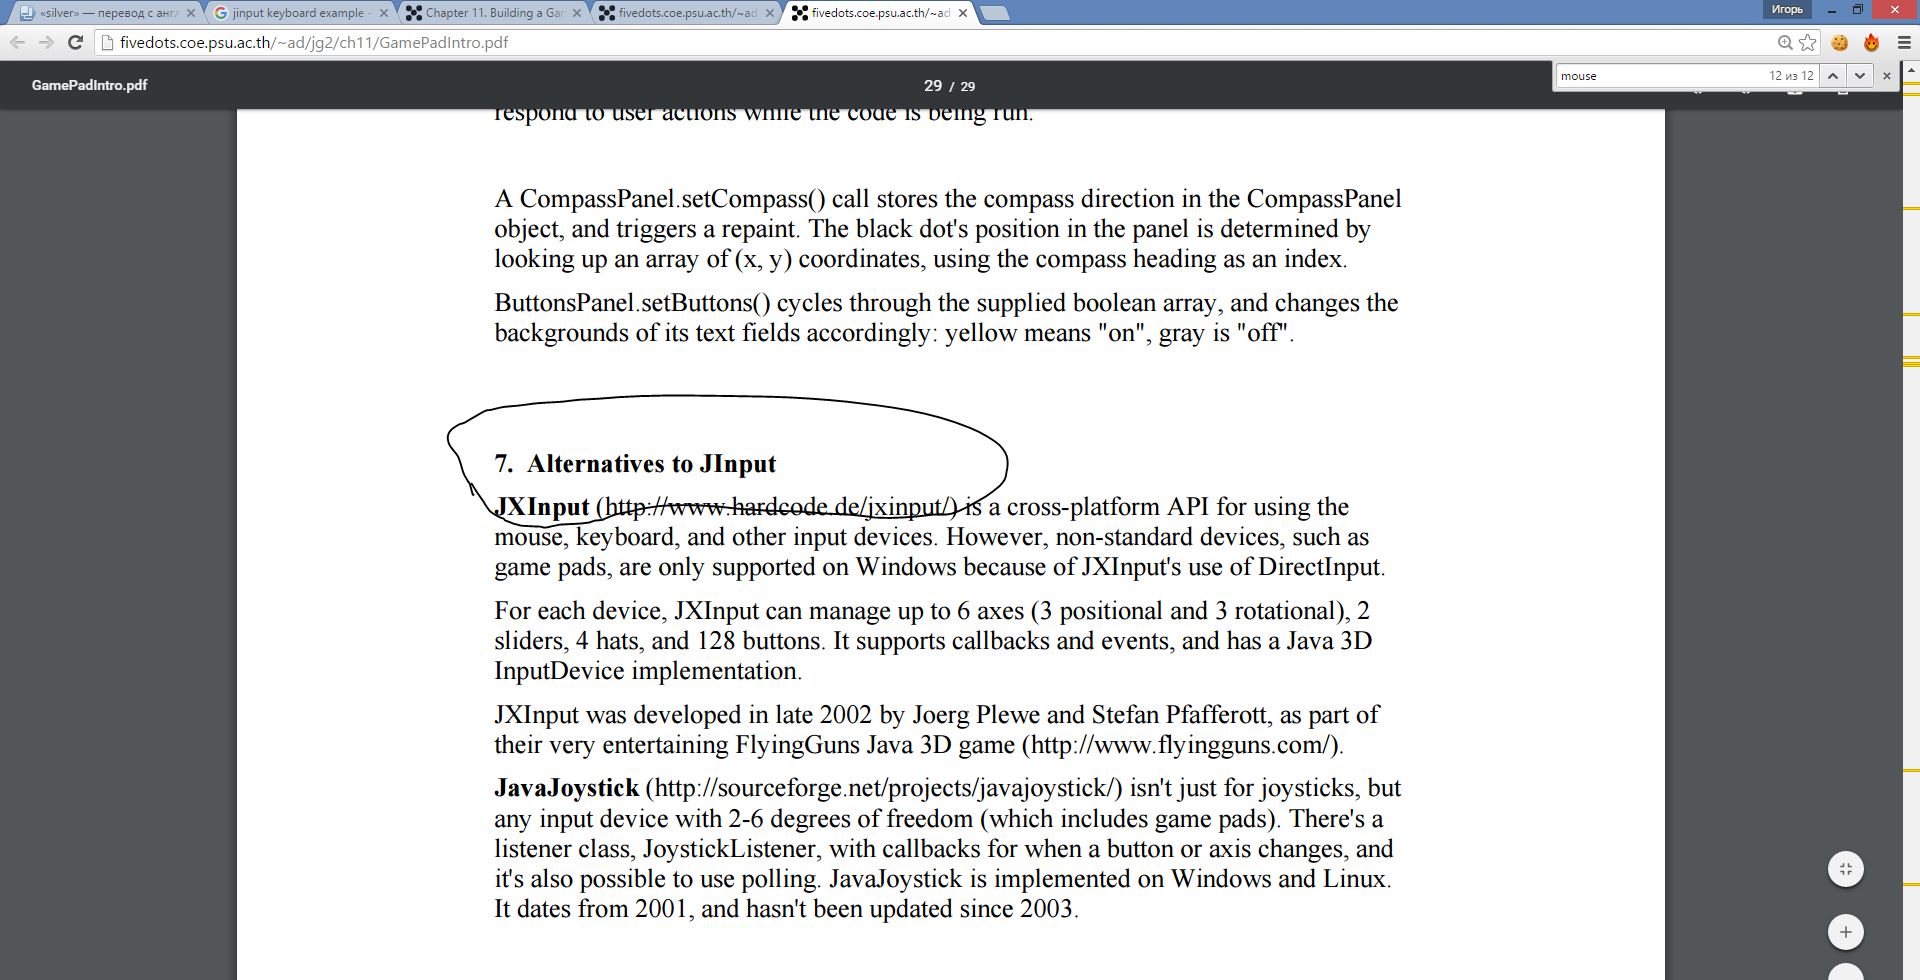 «silver» — перевод с англ
jinput keyboard example -
Chapter 11. Building a Gar
fivedots.coe.psu.ac.th/~ad
fivedots.coe.psu.ac.th/~ad
Игорь
fivedots.coe.psu.ac.th/~ad/jg2/ch11/GamePadIntro.pdf
mouse 12 из 12
GamePadIntro.pdf
29 / 29
respond to user actions while the code is being run.
A CompassPanel.setCompass() call stores the compass direction in the CompassPanel
object, and triggers a repaint. The black dot's position in the panel is determined by
looking up an array of (x, y) coordinates, using the compass heading as an index.
ButtonsPanel.setButtons() cycles through the supplied boolean array, and changes the
backgrounds of its text fields accordingly: yellow means "on", gray is "off".
7. Alternatives to JInput
JXInput (http://www.hardcode.de/jxinput/) is a cross-platform API for using the
mouse, keyboard, and other input devices. However, non-standard devices, such as
game pads, are only supported on Windows because of JXInput's use of DirectInput.
For each device, JXInput can manage up to 6 axes (3 positional and 3 rotational), 2
sliders, 4 hats, and 128 buttons. It supports callbacks and events, and has a Java 3D
InputDevice implementation.
JXInput was developed in late 2002 by Joerg Plewe and Stefan Pfafferott, as part of
their very entertaining FlyingGuns Java 3D game (http://www.flyingguns.com/).
JavaJoystick (http://sourceforge.net/projects/javajoystick/) isn't just for joysticks, but
any input device with 2-6 degrees of freedom (which includes game pads). There's a
listener class, JoystickListener, with callbacks for when a button or axis changes, and
it's also possible to use polling. JavaJoystick is implemented on Windows and Linux.
It dates from 2001, and hasn't been updated since 2003.